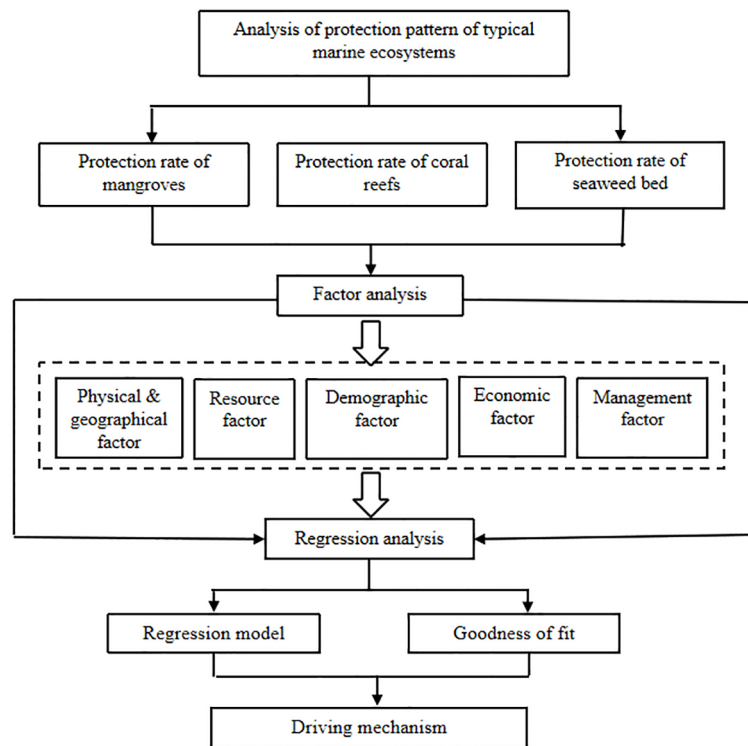 Analysis of protection pattern of typical
marine ecosystems
Protection rate of
mangroves
Protection rate of coral
reefs
Protection rate of
seaweed bed
Factor analysis
Physical &
geographical
factor
Resource
factor
Demographic
factor
Economic
factor
Management
factor
Regression analysis
Regression model
Goodness of fit
Driving mechanism